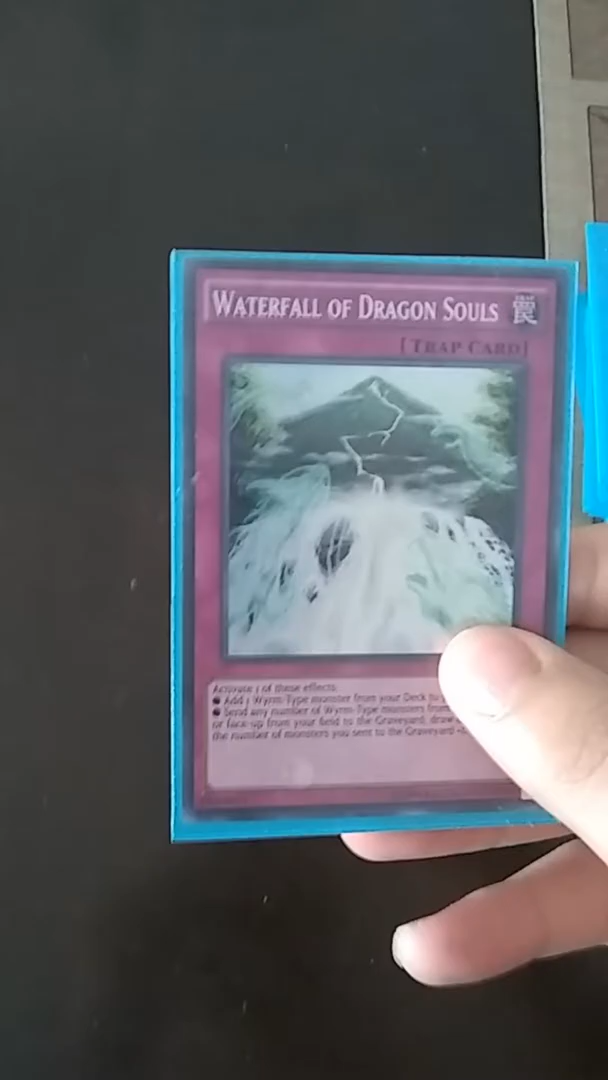 WATERFALL OF DRAGON SOULS
TRAP
罠
[TRAP CARD]
Activate 1 of these effects.
● Add 1 Wyrm-Type monster from your Deck to
● Send any number of Wyrm-Type monsters from
or face-up from your field to the Graveyard; draw
the number of monsters you sent to the Graveyard